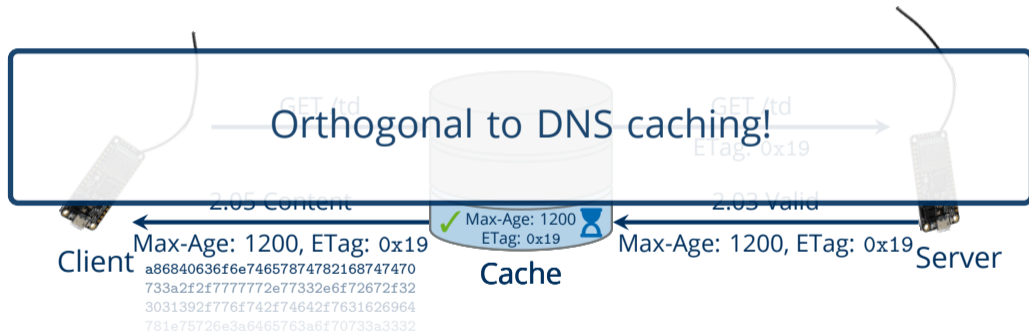 GET /td
GET /td
Orthogonal to DNS caching!
ETag: 0x19
2.05 Content
2.03 Valid
Max-Age: 1200
ETag: 0x19
Max-Age: 1200, ETag: 0x19
Max-Age: 1200, ETag: 0x19
Client
Cache
Server
a86840636f6e74657874782168747470
733a2f2f7777772e77332e6f72672f32
3031392f776f742f74642f7631626964
781e75726e3a6465763a6f70733a3332